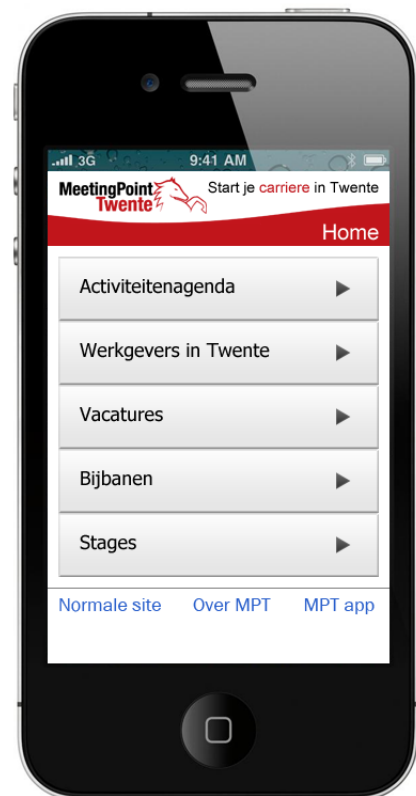 3G 9:41 AM
MeetingPoint Start je carriere in Twente
Twente
Home
Activiteitenagenda
Werkgevers in Twente
Vacatures
Bijbanen
Stages
Normale site Over MPT MPT app